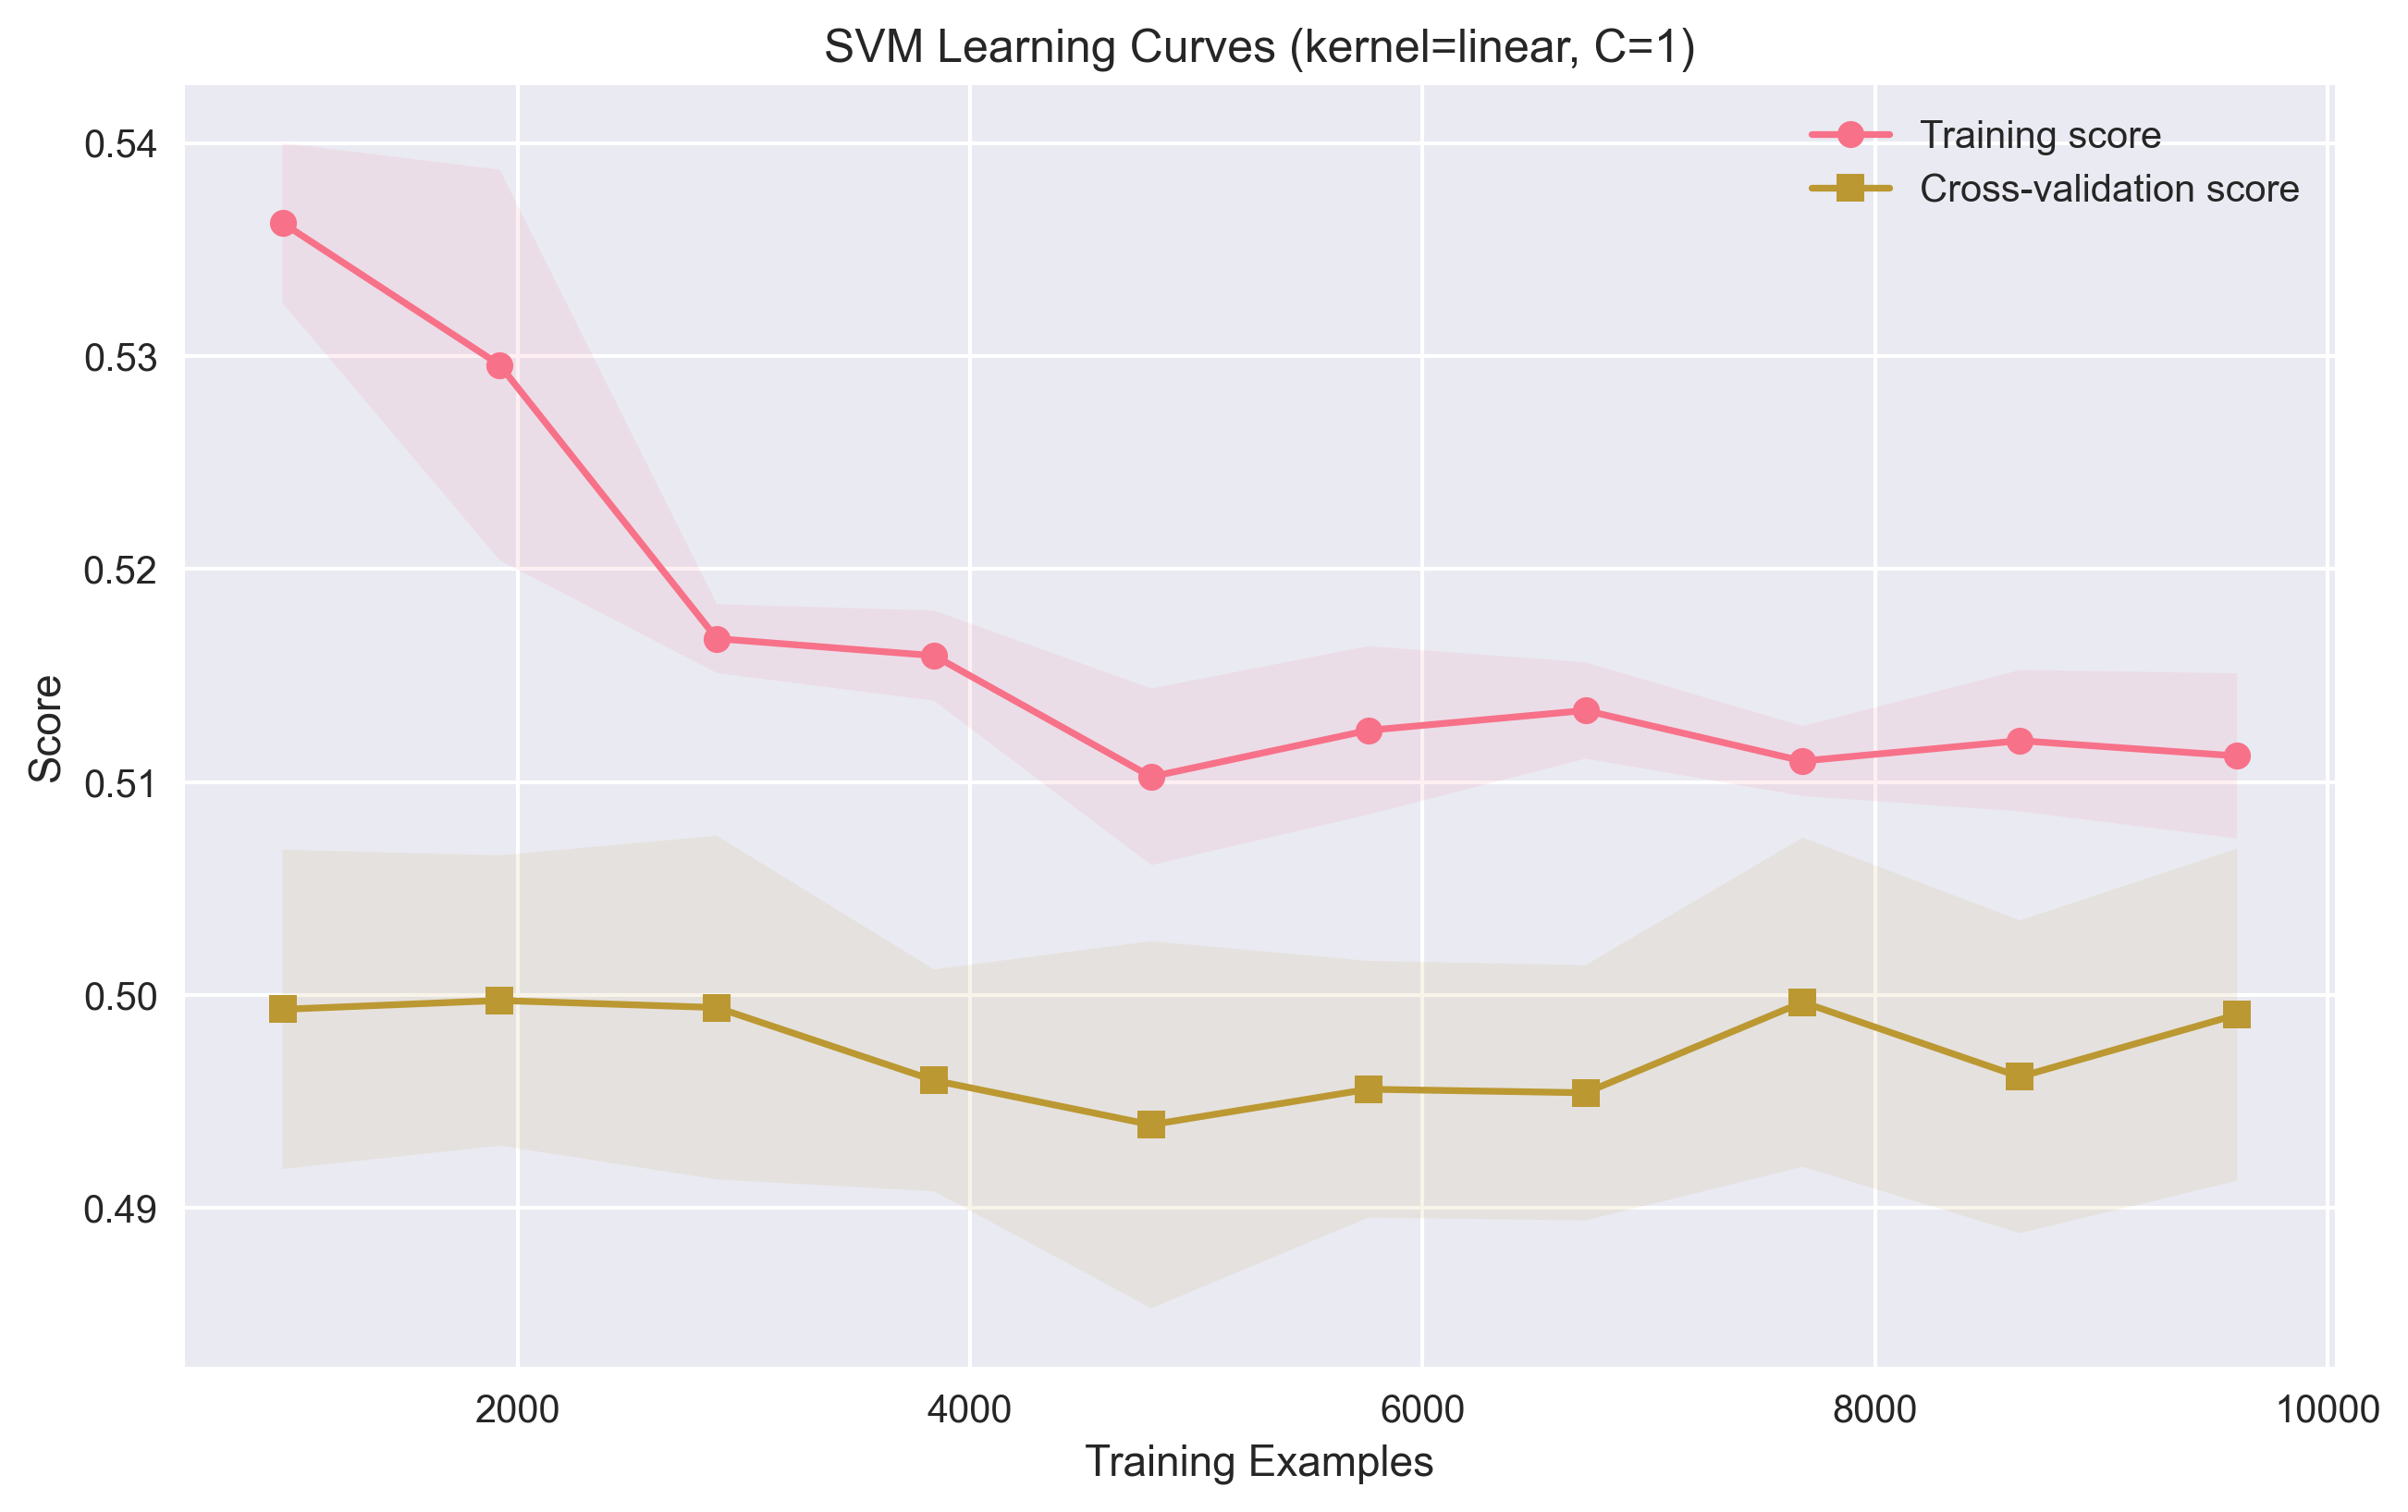 SVM Learning Curves (kernel=linear, C=1)
Training score
Cross-validation score
0.54
0.53
0.52
0.51
0.50
0.49
Score
2000
4000
6000
8000
10000
Training Examples